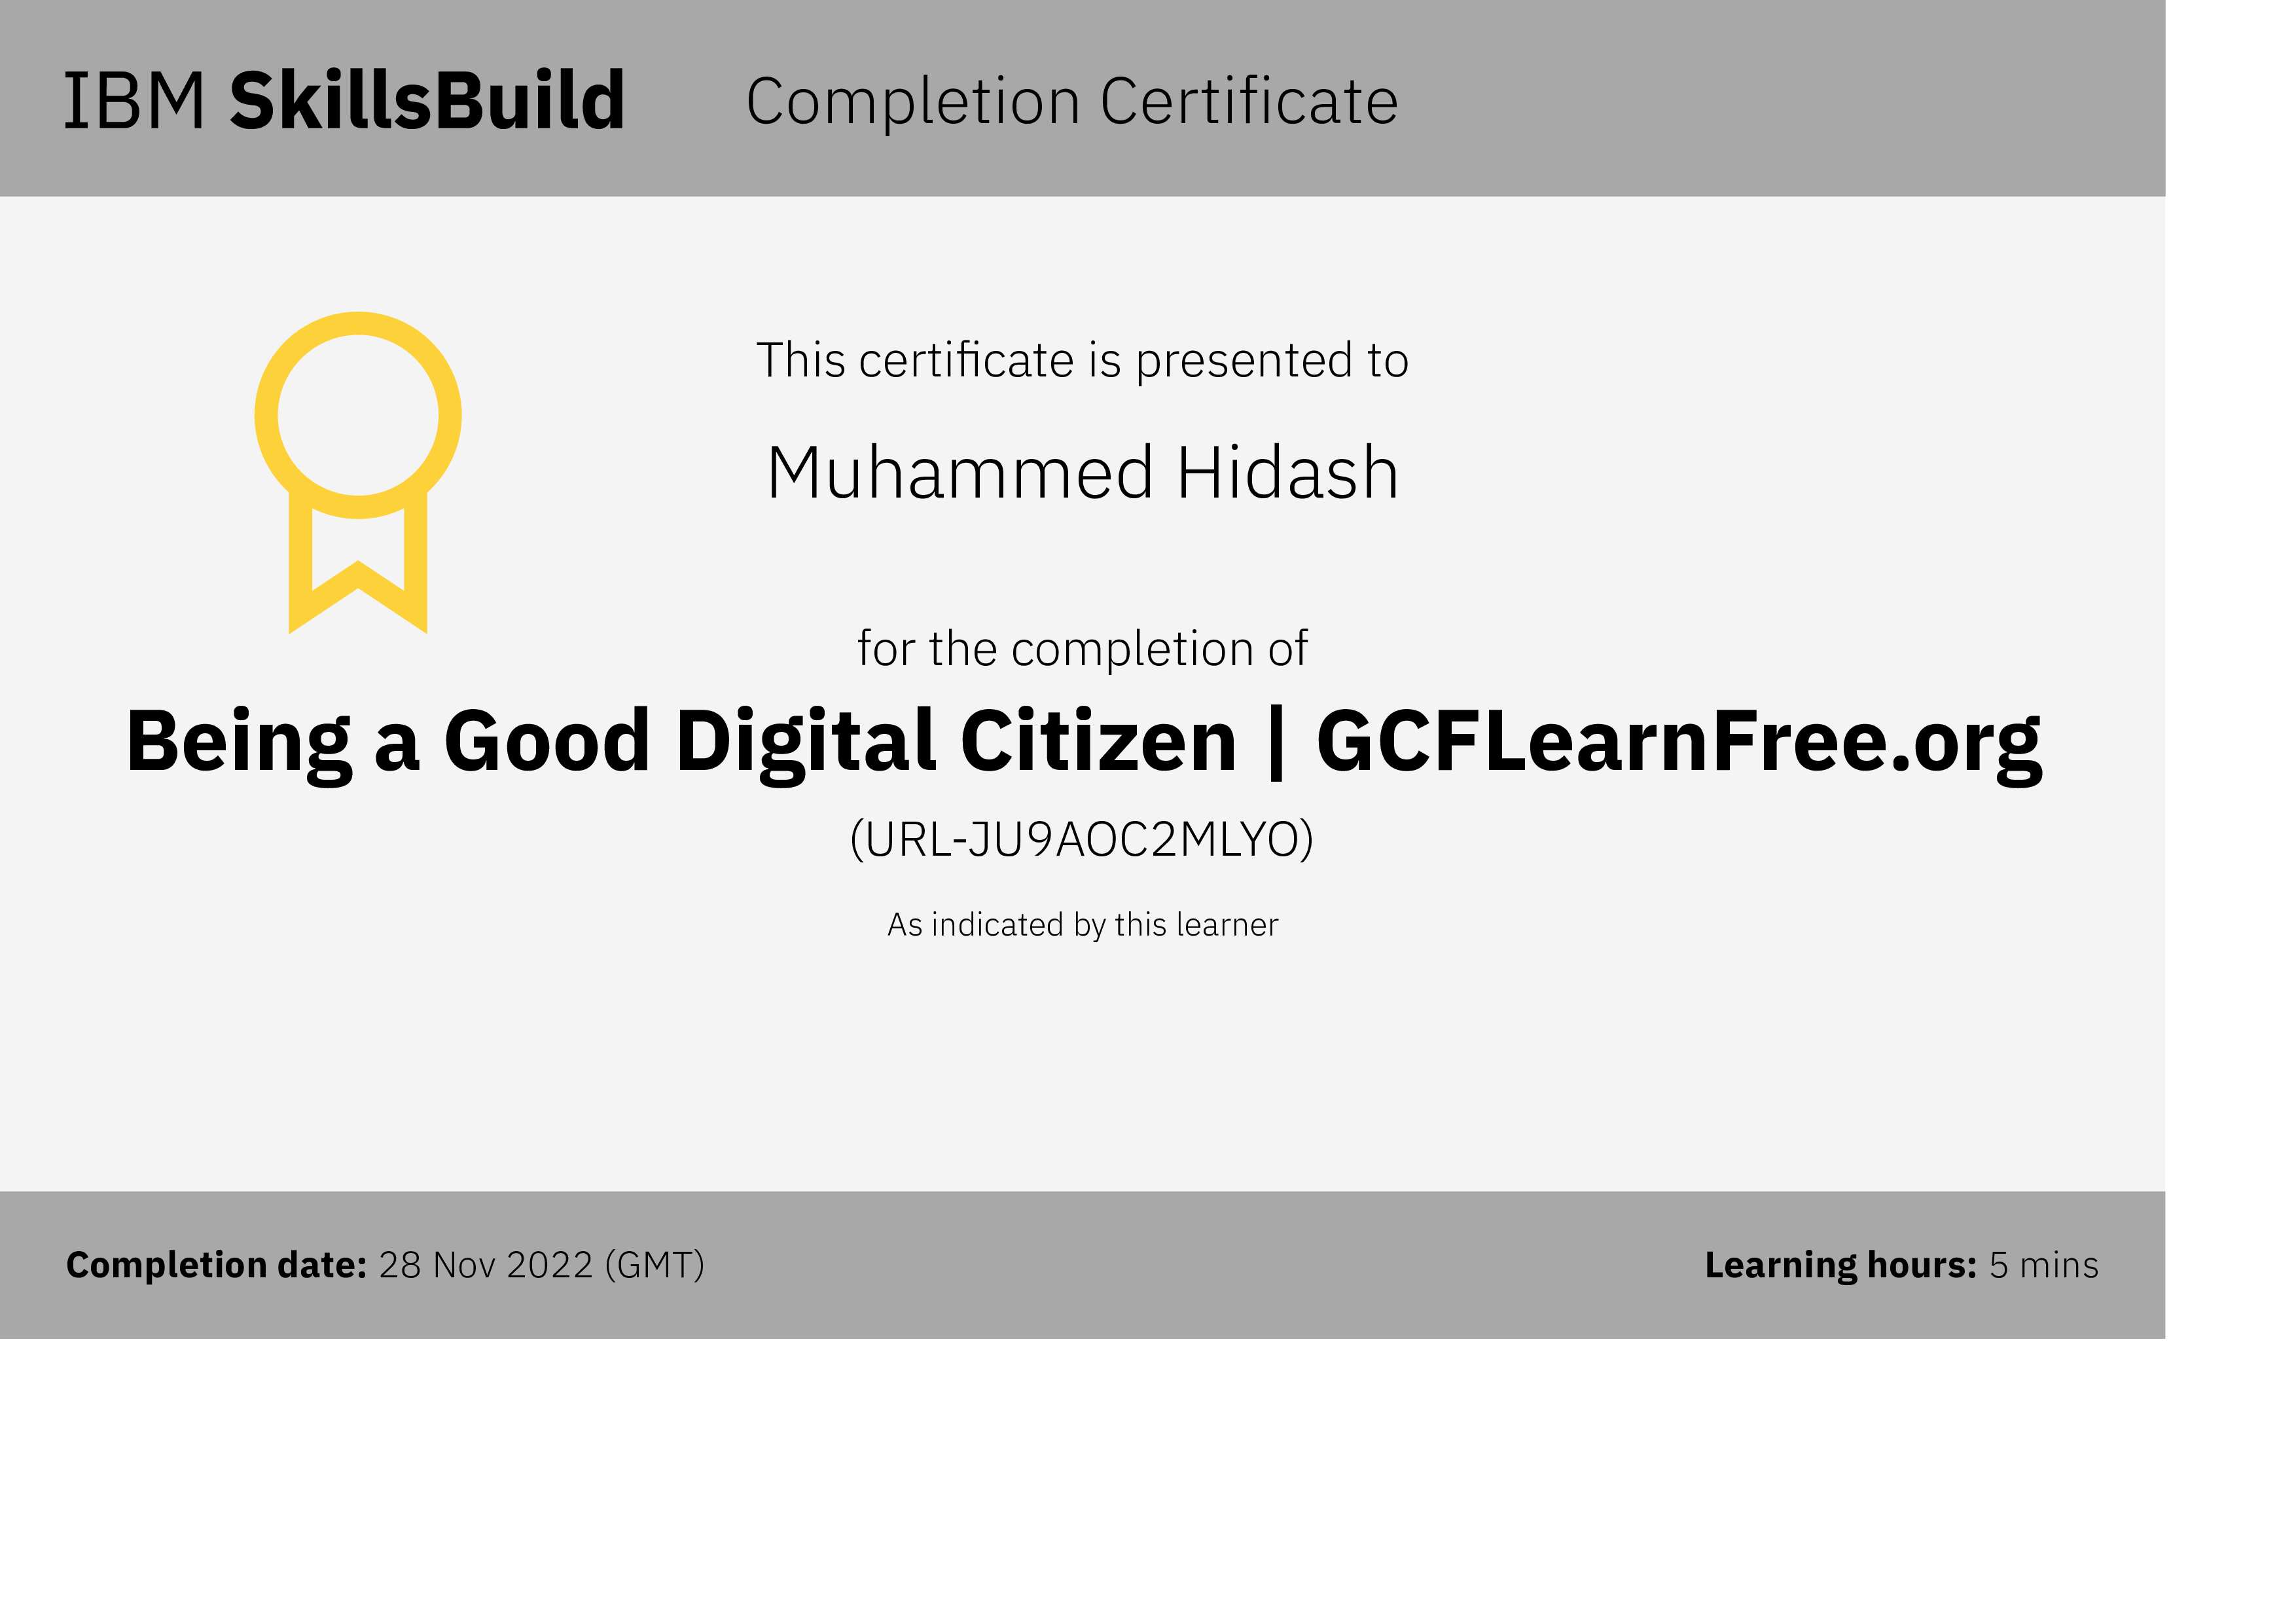 IBM SkillsBuild Completion Certificate
This certificate is presented to
Muhammed Hidash
for the completion of
Being a Good Digital Citizen | GCFLearnFree.org
(URL-JU9AOC2MLYO)
As indicated by this learner
Completion date: 28 Nov 2022 (GMT) Learning hours: 5 mins